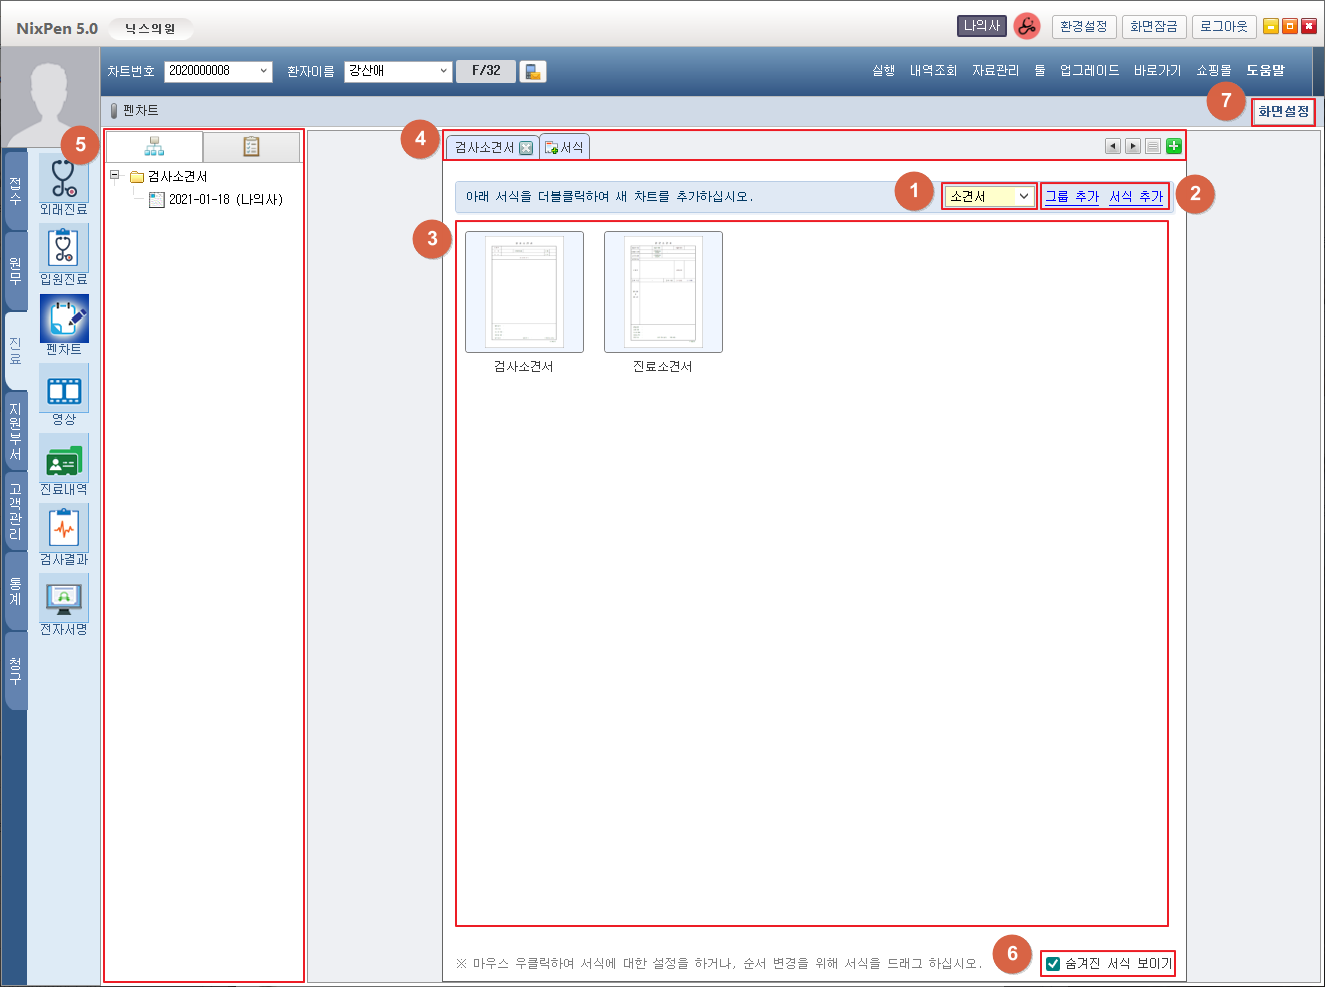 NixPen 5.0 닉스의원 나의사 환경설정 화면잠금 로그아웃
차트번호 2020000008 환자이름 강산애 F/32 실행 내역조회 자료관리 툴 업그레이드 바로가기 쇼핑몰 도움말
펜차트 7 화면설정
5
4 검사소견서 서식
접수
원무
진료
지원부서
고객관리
통계
청구
외래진료
입원진료
펜차트
영상
진료내역
검사결과
전자서명
검사소견서
2021-01-18 (나의사)
아래 서식을 더블클릭하여 새 차트를 추가하십시오. 1 소견서 그룹 추가 서식 추가 2
3
검사소견서 진료소견서
※ 마우스 우클릭하여 서식에 대한 설정을 하거나, 순서 변경을 위해 서식을 드래그 하십시오. 6 숨겨진 서식 보이기